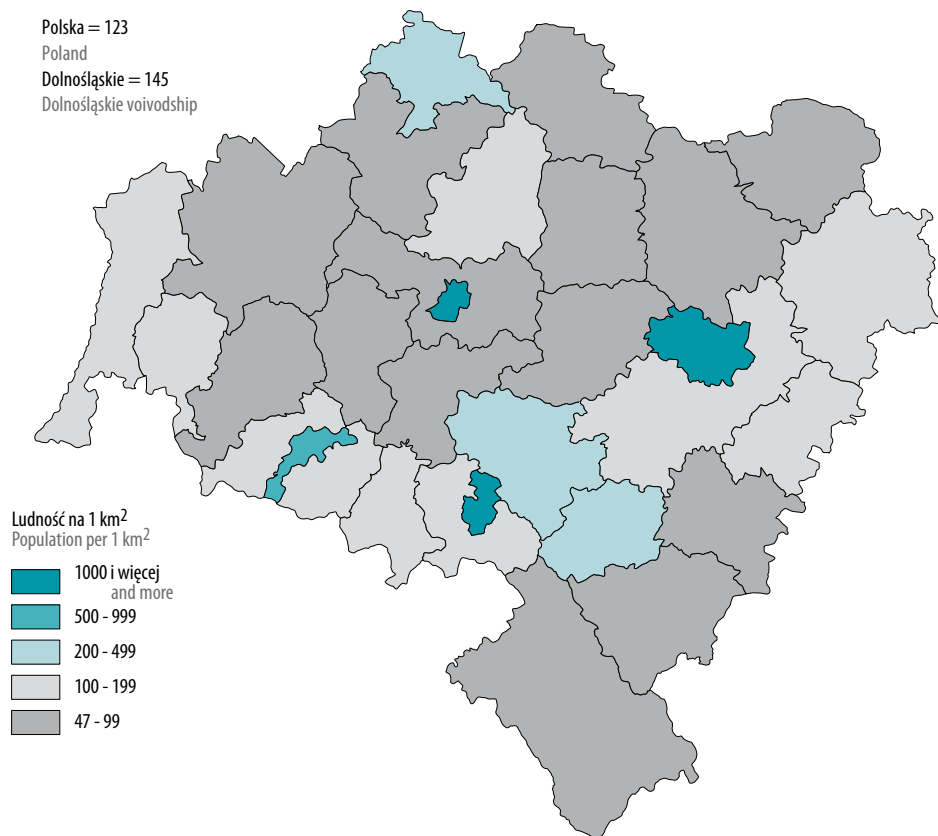 Polska = 123
Poland
Dolnośląskie = 145
Dolnośląskie voivodship
Ludność na 1 km²
Population per 1 km²
1000 i więcej
and more
500 - 999
200 - 499
100 - 199
47 - 99